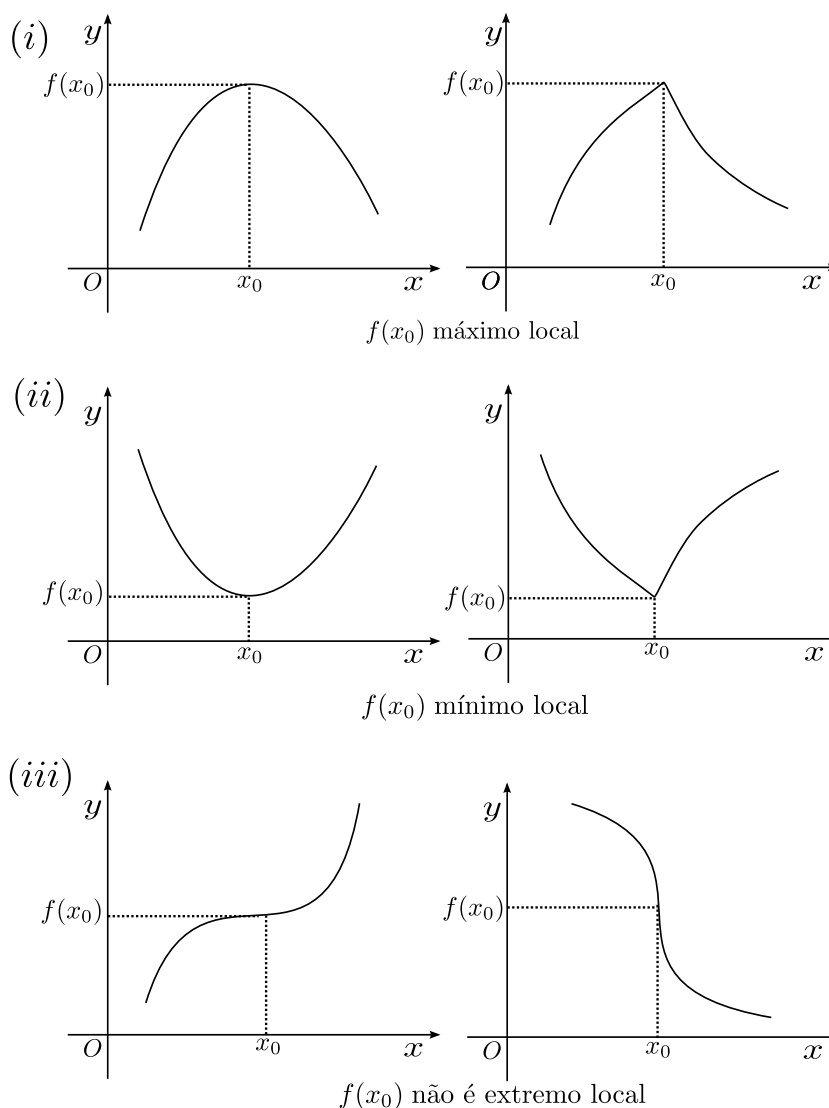 (i)
y y
f(x₀) f(x₀)
O x₀ x O x₀ x
f(x₀) máximo local
(ii)
y y
f(x₀) f(x₀)
O x₀ x O x₀ x
f(x₀) mínimo local
(iii)
y y
f(x₀) f(x₀)
O x₀ x O x₀ x
f(x₀) não é extremo local